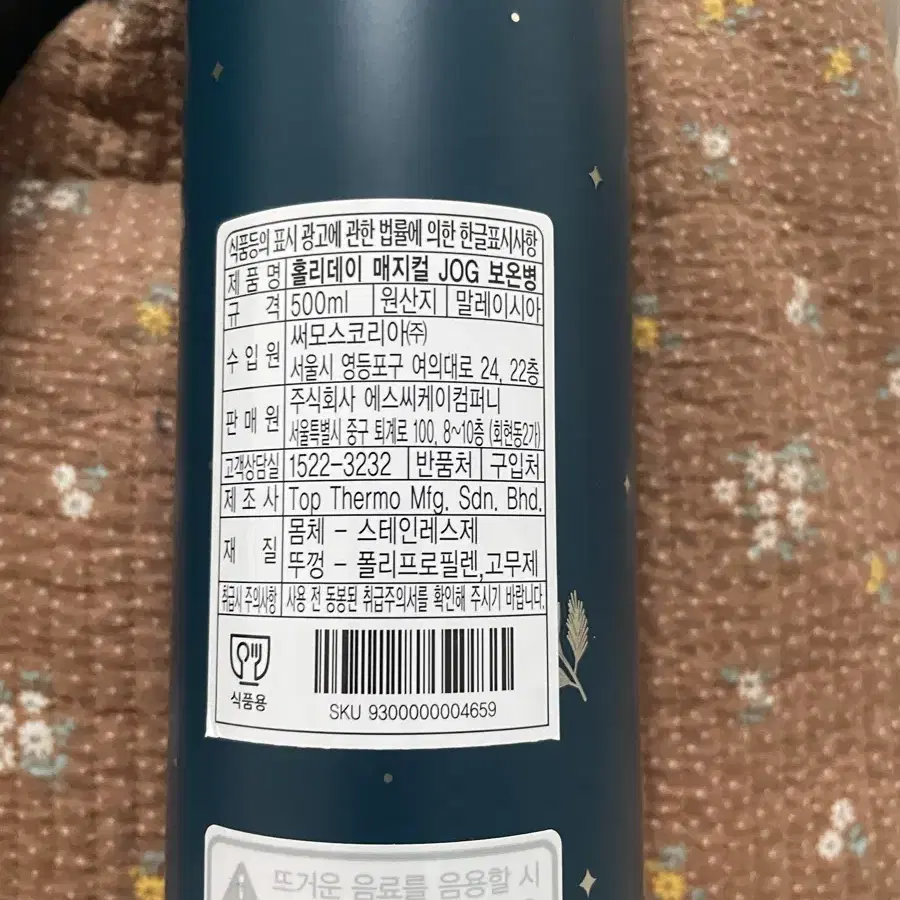 식품등의 표시 광고에 관한 법률에 의한 한글표시사항
제 품 명 홀리데이 매지컬 JOG 보온병
규 격 500ml 원산지 말레이시아
수 입 원 써모스코리아㈜
서울시 영등포구 여의대로 24, 22층
판 매 원 주식회사 에스씨케이컴퍼니
서울특별시 중구 퇴계로 100, 8~10층 (회현동2가)
고객상담실 1522-3232 반품처 구입처
제 조 사 Top Thermo Mfg. Sdn. Bhd.
재 질 몸체 - 스테인레스제
뚜껑 - 폴리프로필렌,고무제
취급시 주의사항 사용 전 동봉된 취급주의서를 확인해 주시기 바랍니다.
식품용
SKU 9300000004659
뜨거운 음료를 음용할 시